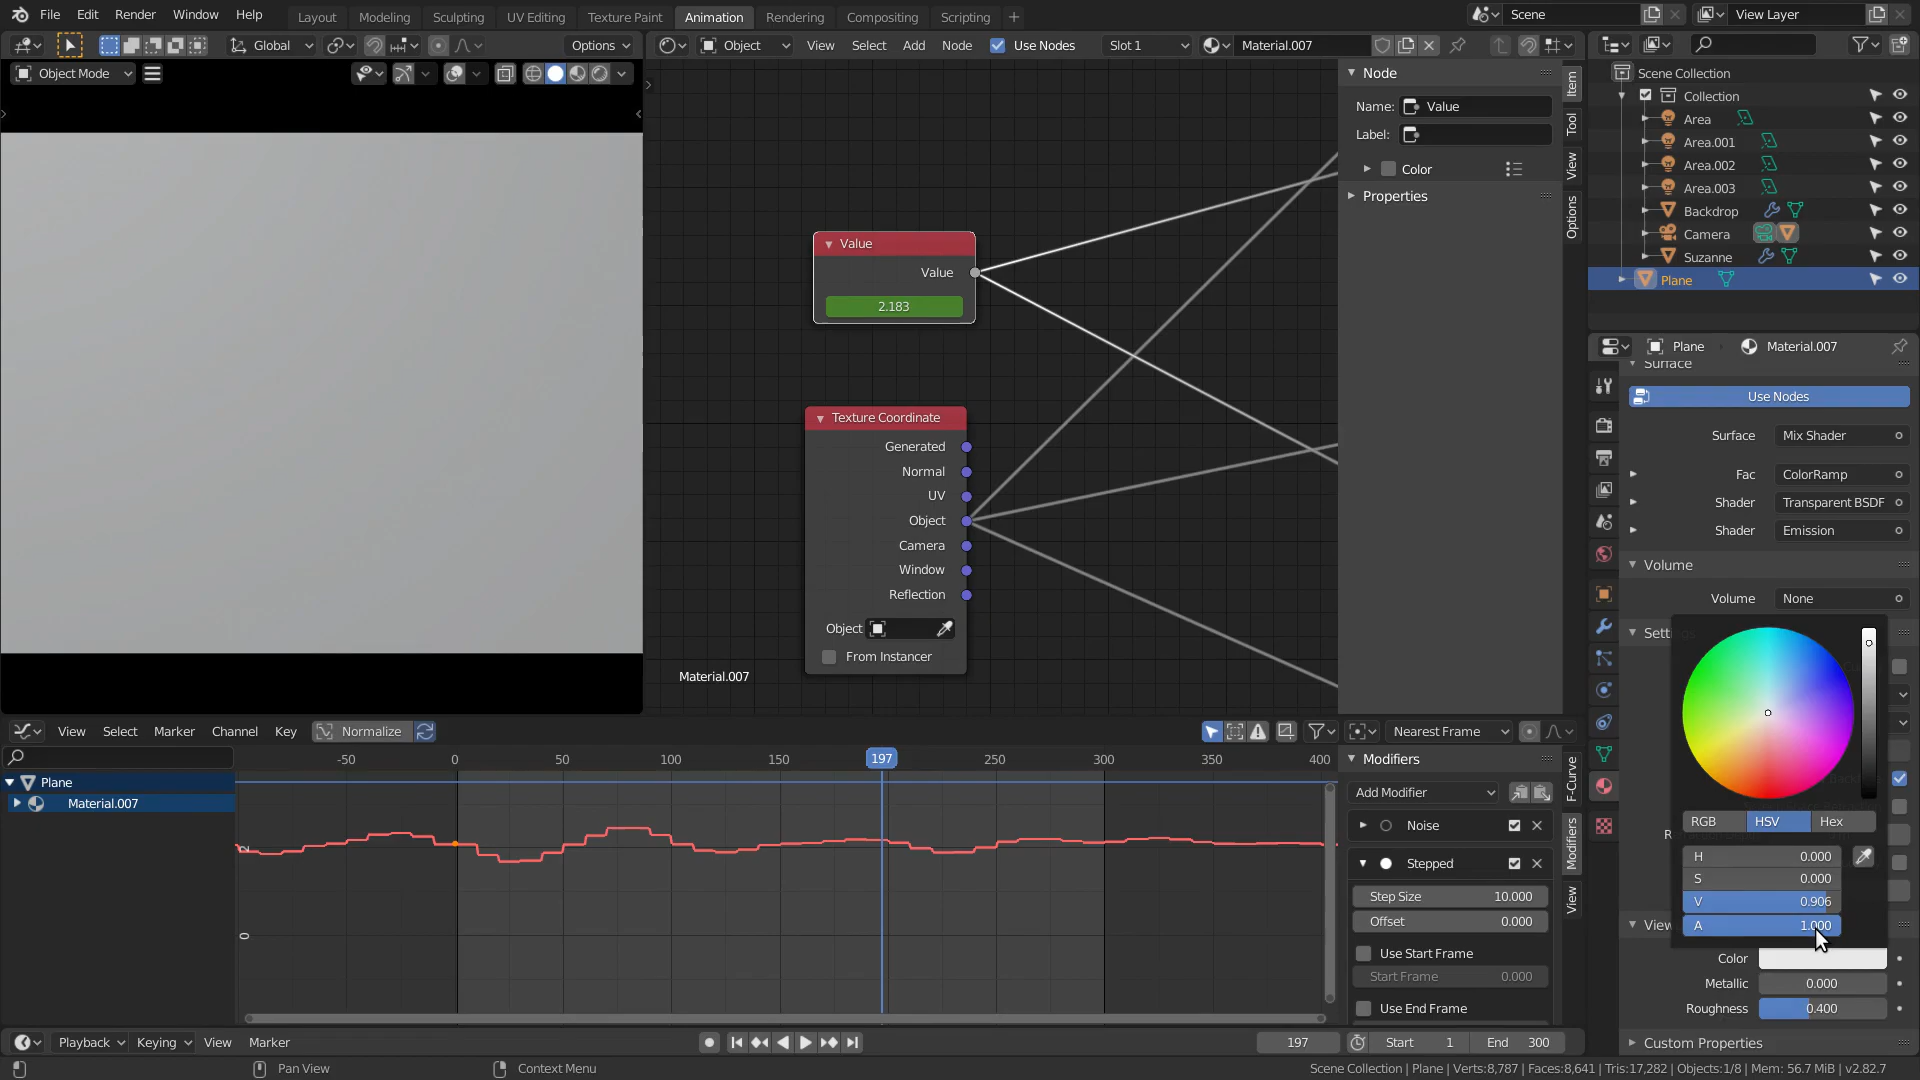 File Edit Render Window Help Layout Modeling Sculpting UV Editing Texture Paint Animation Rendering Compositing Scripting + Scene View Layer
Global Options
Object View Select Add Node Use Nodes Slot 1 Material.007
Object Mode
Node
Name: Value
Label:
Color
Properties
Item
Tool
View
Options
Value
Value
2.183
Texture Coordinate
Generated
Normal
UV
Object
Camera
Window
Reflection
Object
From Instancer
Material.007
Scene Collection
Collection
Area
Area.001
Area.002
Area.003
Backdrop
Camera
Suzanne
Plane
Plane Material.007
Surface
Use Nodes
Surface Mix Shader
Fac ColorRamp
Shader Transparent BSDF
Shader Emission
Volume
Volume None
RGB HSV Hex
H 0.000
S 0.000
V 0.906
A 1.000
Color
Metallic 0.000
Roughness 0.400
Custom Properties
View Select Marker Channel Key Normalize Nearest Frame
-50 0 50 100 150 197 250 300 350 400
Plane
Material.007
2
0
Modifiers
Add Modifier
Noise
Stepped
Step Size 10.000
Offset 0.000
Use Start Frame
Start Frame 0.000
Use End Frame
F-Curve
Modifiers
View
Playback Keying View Marker 197 Start 1 End 300
Pan View Context Menu Scene Collection | Plane | Verts:8,787 | Faces:8,641 | Tris:17,282 | Objects:1/8 | Mem: 56.7 MiB | v2.82.7